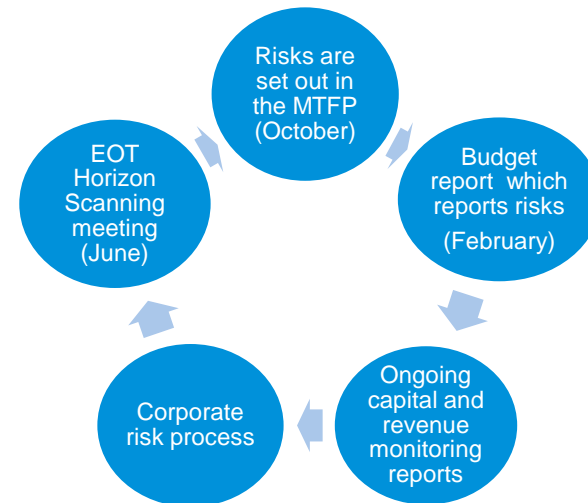 Risks are
set out in
the MTFP
(October)
Budget
report which
reports risks
(February)
Ongoing
capital and
revenue
monitoring
reports
Corporate
risk process
EOT
Horizon
Scanning
meeting
(June)